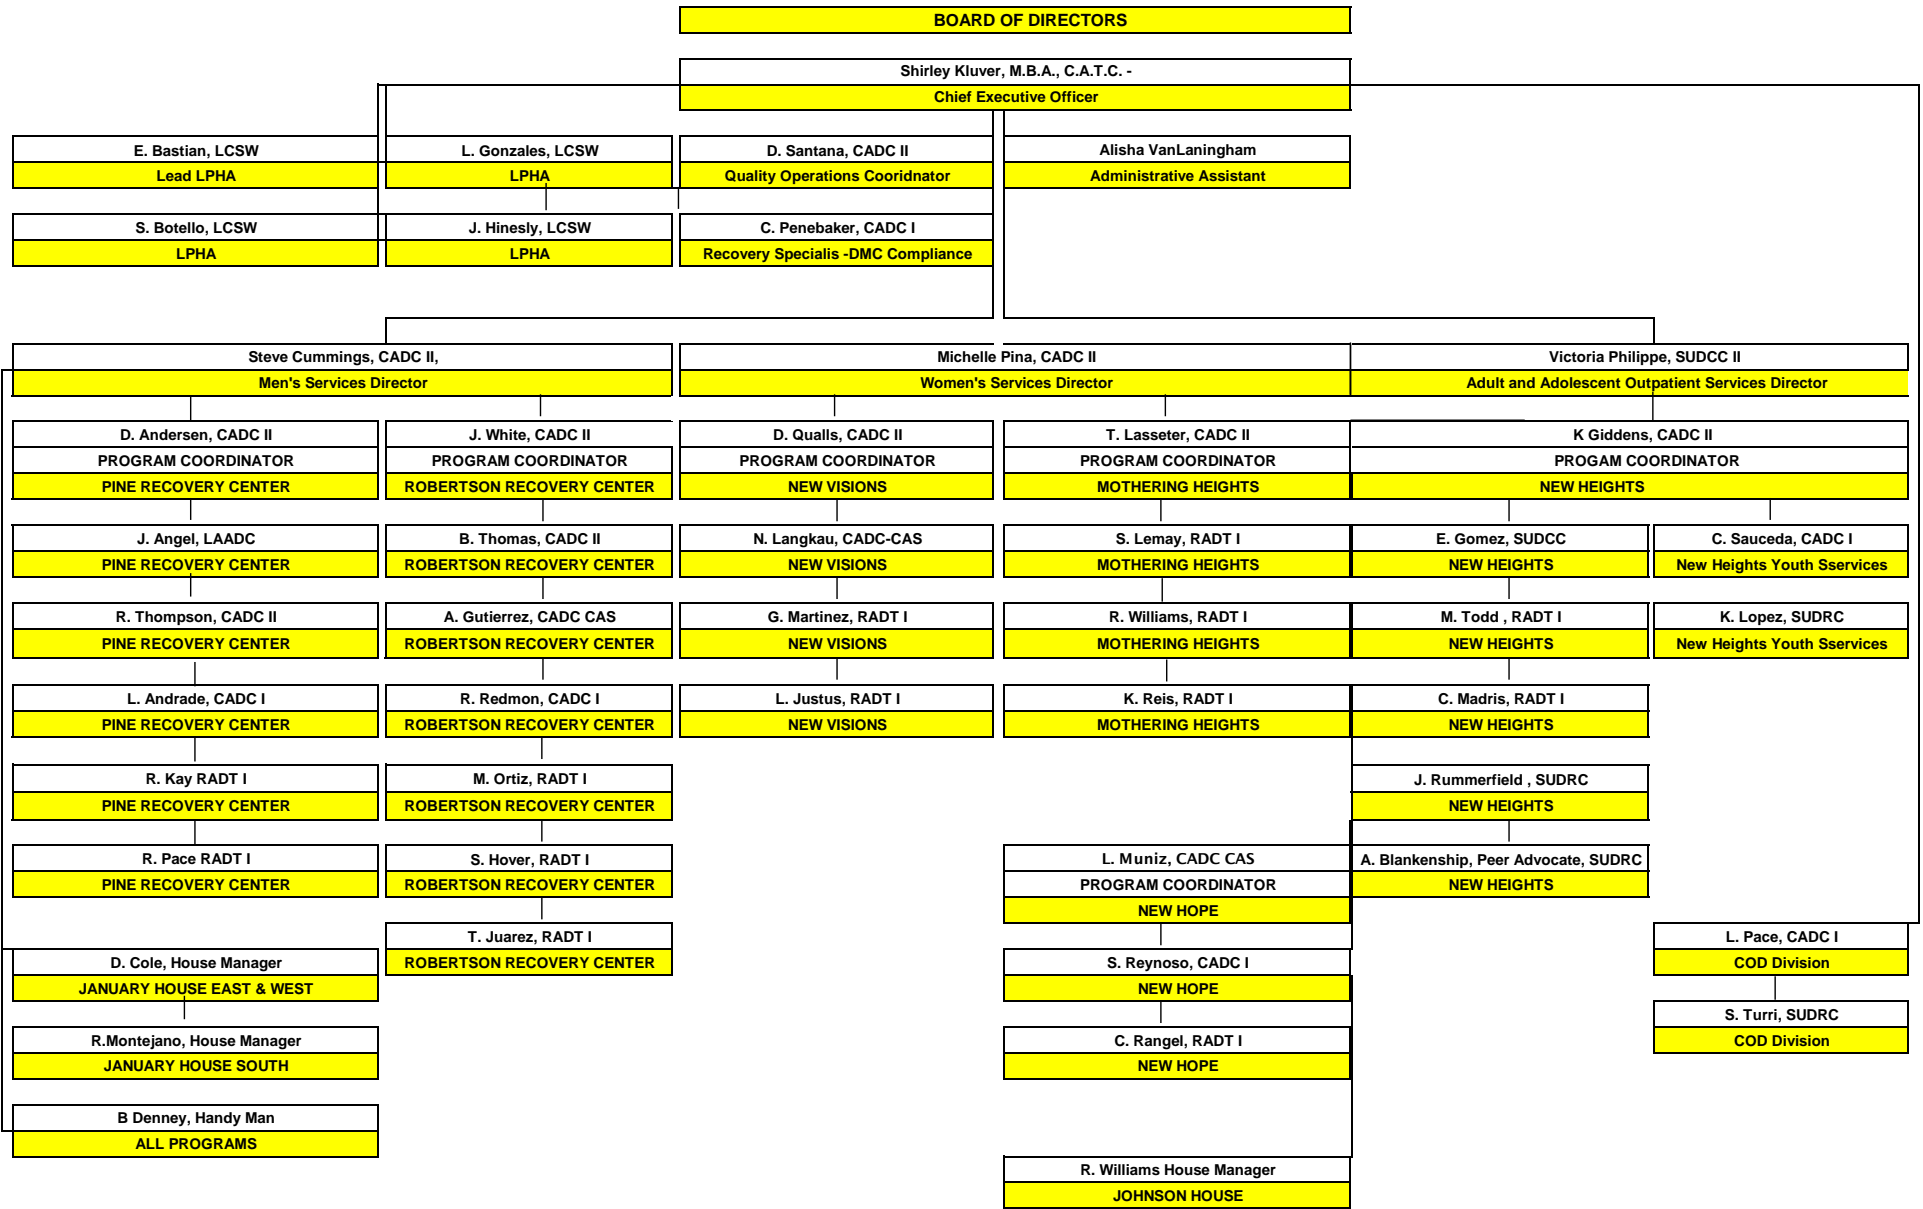 BOARD OF DIRECTORS
Shirley Kluver, M.B.A., C.A.T.C. -
Chief Executive Officer
E. Bastian, LCSW
Lead LPHA
L. Gonzales, LCSW
LPHA
D. Santana, CADC II
Quality Operations Cooridnator
Alisha VanLaningham
Administrative Assistant
S. Botello, LCSW
LPHA
J. Hinesly, LCSW
LPHA
C. Penebaker, CADC I
Recovery Specialis -DMC Compliance
Steve Cummings, CADC II,
Men's Services Director
Michelle Pina, CADC II
Women's Services Director
Victoria Philippe, SUDCC II
Adult and Adolescent Outpatient Services Director
D. Andersen, CADC II
PROGRAM COORDINATOR
PINE RECOVERY CENTER
J. White, CADC II
PROGRAM COORDINATOR
ROBERTSON RECOVERY CENTER
D. Qualls, CADC II
PROGRAM COORDINATOR
NEW VISIONS
T. Lasseter, CADC II
PROGRAM COORDINATOR
MOTHERING HEIGHTS
K Giddens, CADC II
PROGAM COORDINATOR
NEW HEIGHTS
J. Angel, LAADC
PINE RECOVERY CENTER
B. Thomas, CADC II
ROBERTSON RECOVERY CENTER
N. Langkau, CADC-CAS
NEW VISIONS
S. Lemay, RADT I
MOTHERING HEIGHTS
E. Gomez, SUDCC
NEW HEIGHTS
C. Sauceda, CADC I
New Heights Youth Sservices
R. Thompson, CADC II
PINE RECOVERY CENTER
A. Gutierrez, CADC CAS
ROBERTSON RECOVERY CENTER
G. Martinez, RADT I
NEW VISIONS
R. Williams, RADT I
MOTHERING HEIGHTS
M. Todd , RADT I
NEW HEIGHTS
K. Lopez, SUDRC
New Heights Youth Sservices
L. Andrade, CADC I
PINE RECOVERY CENTER
R. Redmon, CADC I
ROBERTSON RECOVERY CENTER
L. Justus, RADT I
NEW VISIONS
K. Reis, RADT I
MOTHERING HEIGHTS
C. Madris, RADT I
NEW HEIGHTS
R. Kay RADT I
PINE RECOVERY CENTER
M. Ortiz, RADT I
ROBERTSON RECOVERY CENTER
J. Rummerfield , SUDRC
NEW HEIGHTS
R. Pace RADT I
PINE RECOVERY CENTER
S. Hover, RADT I
ROBERTSON RECOVERY CENTER
L. Muniz, CADC CAS
PROGRAM COORDINATOR
NEW HOPE
A. Blankenship, Peer Advocate, SUDRC
NEW HEIGHTS
T. Juarez, RADT I
ROBERTSON RECOVERY CENTER
L. Pace, CADC I
COD Division
D. Cole, House Manager
JANUARY HOUSE EAST & WEST
S. Reynoso, CADC I
NEW HOPE
S. Turri, SUDRC
COD Division
R.Montejano, House Manager
JANUARY HOUSE SOUTH
C. Rangel, RADT I
NEW HOPE
B Denney, Handy Man
ALL PROGRAMS
R. Williams House Manager
JOHNSON HOUSE